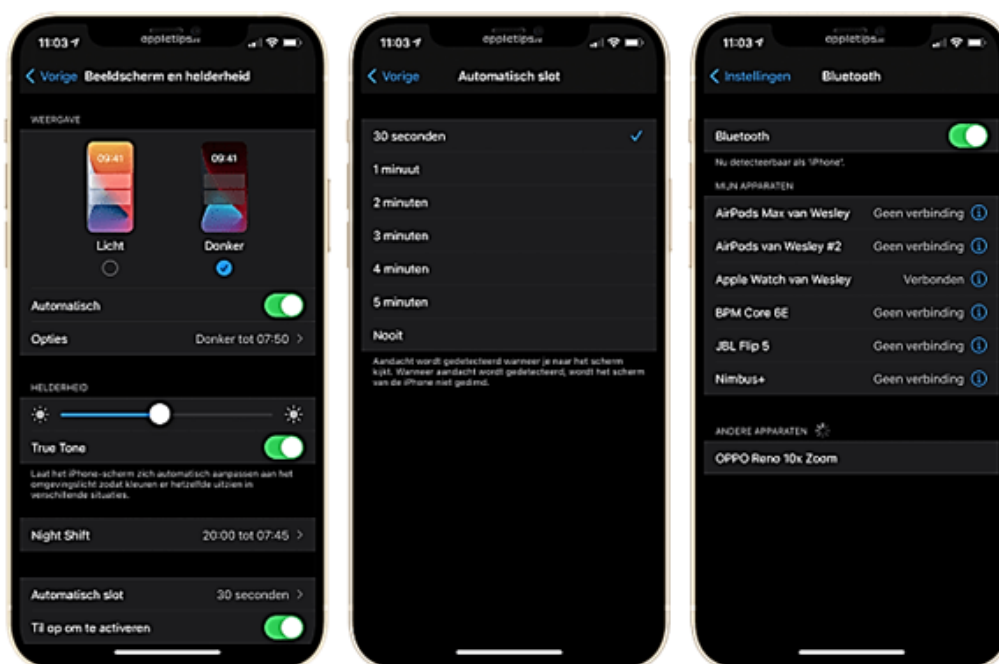 11:03
appletips.nl
Vorige Beeldscherm en helderheid
WEERGAVE
09:41
09:41
Licht
Donker
Automatisch
Opties Donker tot 07:50 >
HELDERHEID
True Tone
Laat het iPhone-scherm zich automatisch aanpassen aan het
omgevingslicht zodat kleuren er hetzelfde uitzien in
verschillende situaties.
Night Shift 20:00 tot 07:45 >
Automatisch slot 30 seconden >
Til op om te activeren
11:03
appletips.nl
Vorige Automatisch slot
30 seconden
1 minuut
2 minuten
3 minuten
4 minuten
5 minuten
Nooit
Aandacht wordt gedetecteerd wanneer je naar het scherm
kijkt. Wanneer aandacht wordt gedetecteerd, wordt het scherm
van de iPhone niet gedimd.
11:03
appletips.nl
Instellingen Bluetooth
Bluetooth
Nu detecteerbaar als 'iPhone'.
MIJN APPARATEN
AirPods Max van Wesley Geen verbinding
AirPods van Wesley #2 Geen verbinding
Apple Watch van Wesley Verbonden
BPM Core 6E Geen verbinding
JBL Flip 5 Geen verbinding
Nimbus+ Geen verbinding
ANDERE APPARATEN
OPPO Reno 10x Zoom